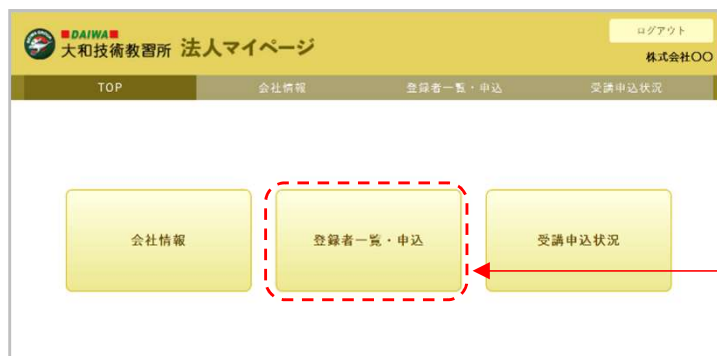 DAIWA
大和技術教習所 法人マイページ
ログアウト
株式会社〇〇
TOP 会社情報 登録者一覧・申込 受講申込状況
会社情報 登録者一覧・申込 受講申込状況